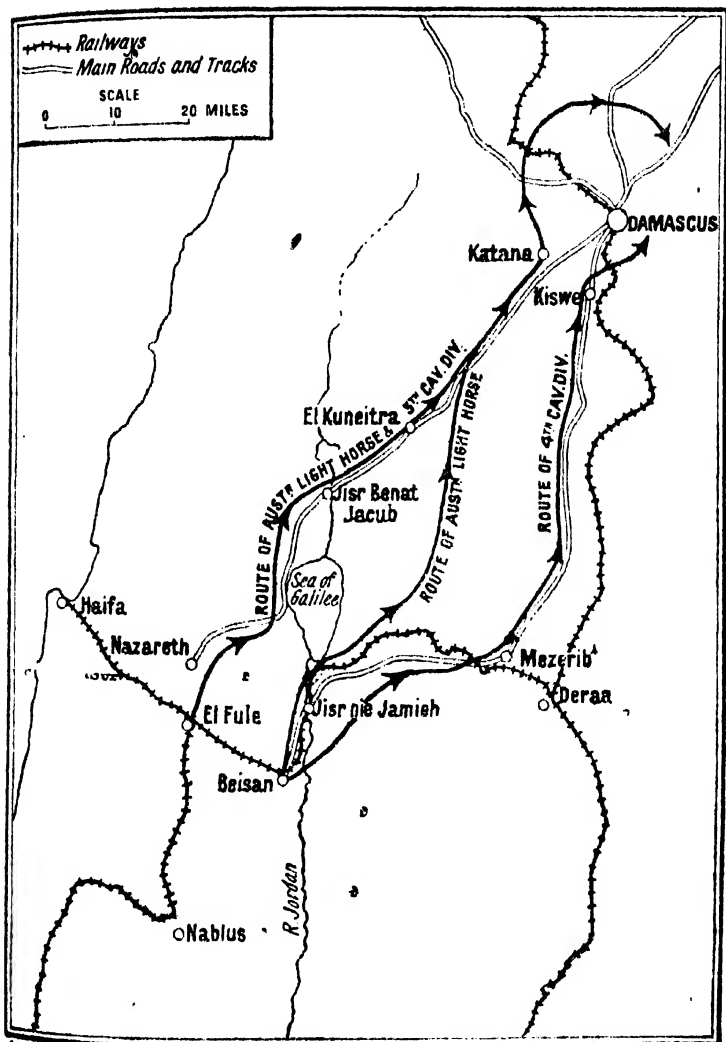 Railways
Main Roads and Tracks
SCALE
0 10 20 MILES
DAMASCUS
Katana
Kiswe
ROUTE OF AUSTN LIGHT HORSE & 5TH CAV. DIV.
El Kuneitra
ROUTE OF AUSTN LIGHT HORSE
ROUTE OF 4TH CAV. DIV.
Jisr Benat
Jacub
Sea of
Galilee
Haifa
Nazareth
Mezerib
Deraa
El Fule
Jisr nie Jamieh
Beisan
R. Jordan
Nablus